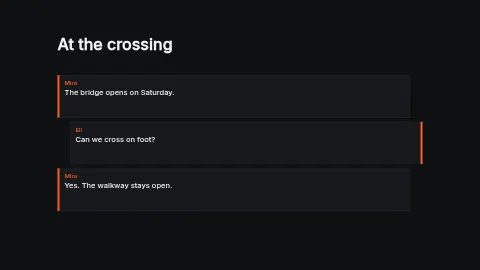 At the crossing
Mira
The bridge opens on Saturday.
Eli
Can we cross on foot?
Mira
Yes. The walkway stays open.